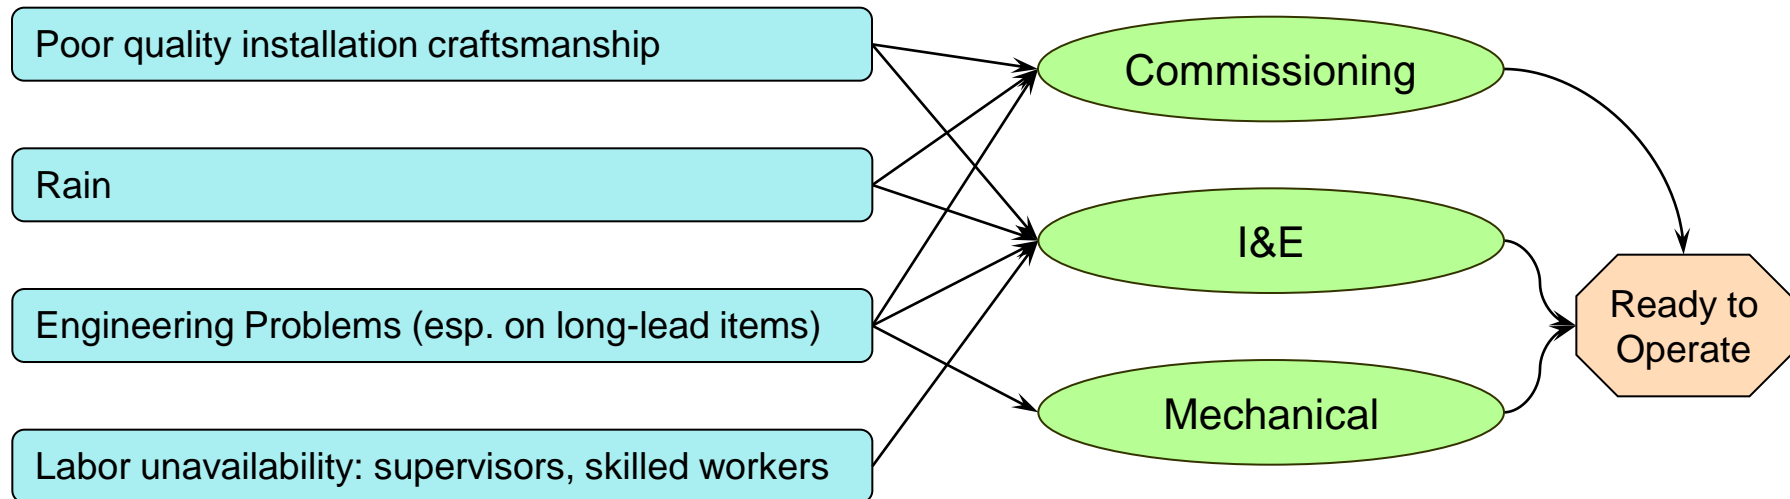 Poor quality installation craftsmanship
Rain
Engineering Problems (esp. on long-lead items)
Labor unavailability: supervisors, skilled workers
Commissioning
I&E
Mechanical
Ready to
Operate